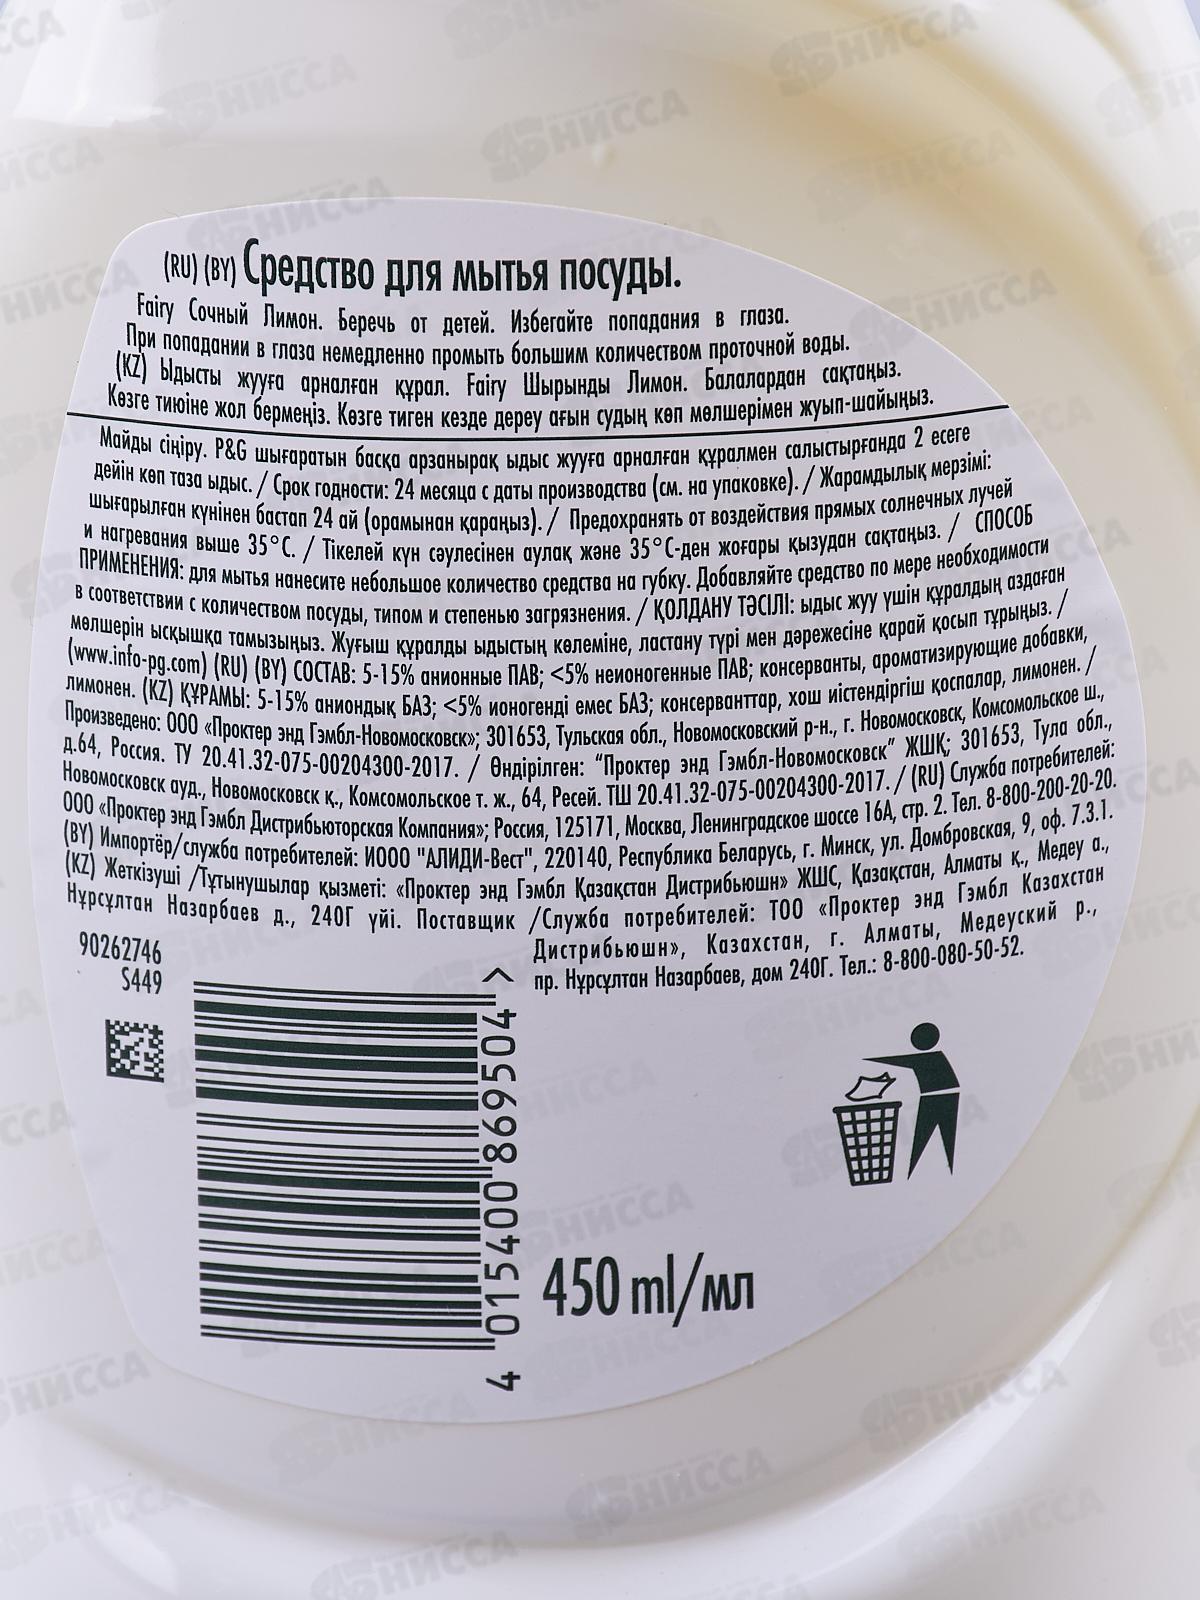 (RU) (BY) Средство для мытья посуды.
Fairy Сочный Лимон. Беречь от детей. Избегайте попадания в глаза.
При попадании в глаза немедленно промыть большим количеством проточной воды.
(KZ) Ыдысты жууға арналған құрал. Fairy Шырынды Лимон. Балалардан сақтаңыз.
Көзге тиюіне жол бермеңіз. Көзге тиген кезде дереу ағын судың көп мөлшерімен жуып-шайыңыз.
Майды сіңіру. P&G шығаратын басқа арзанырақ ыдыс жууға арналған құралмен салыстырғанда 2 есеге
дейін көп таза ыдыс. / Срок годности: 24 месяца с даты производства (см. на упаковке). / Жарамдылық мерзімі:
шығарылған күнінен бастап 24 ай (орамынан қараңыз). / Предохранять от воздействия прямых солнечных лучей
и нагревания выше 35°C. / Тікелей күн сәулесінен аулақ және 35°C-ден жоғары қызудан сақтаңыз. / СПОСОБ
ПРИМЕНЕНИЯ: для мытья нанесите небольшое количество средства на губку. Добавляйте средство по мере необходимости
в соответствии с количеством посуды, типом и степенью загрязнения. / ҚОЛДАНУ ТӘСІЛІ: ыдыс жуу үшін құралдың аздаған
мөлшерін ысқышқа тамызыңыз. Жуғыш құралды ыдыстың көлеміне, ластану түрі мен дәрежесіне қарай қосып тұрыңыз. /
(www.info-pg.com) (RU) (BY) СОСТАВ: 5-15% анионные ПАВ; <5% неионогенные ПАВ; консерванты, ароматизирующие добавки,
лимонен. (KZ) ҚҰРАМЫ: 5-15% аниондық БАЗ; <5% ионогенді емес БАЗ; консерванттар, хош иістендіргіш қоспалар, лимонен. /
Произведено: ООО «Проктер энд Гэмбл-Новомосковск»; 301653, Тульская обл., Новомосковский р-н., г. Новомосковск, Комсомольское ш.,
д.64, Россия. ТУ 20.41.32-075-00204300-2017. / Өндірілген: "Проктер энд Гэмбл-Новомосковск" ЖШҚ; 301653, Тула обл.,
Новомосковск ауд., Новомосковск қ., Комсомольское т. ж., 64, Ресей. ТШ 20.41.32-075-00204300-2017. / (RU) Служба потребителей:
ООО «Проктер энд Гэмбл Дистрибьюторская Компания»; Россия, 125171, Москва, Ленинградское шоссе 16А, стр. 2. Тел. 8-800-200-20-20.
(BY) Импортёр/служба потребителей: ИООО "АЛИДИ-Вест", 220140, Республика Беларусь, г. Минск, ул. Домбровская, 9, оф. 7.3.1.
(KZ) Жеткізуші /Тұтынушылар қызметі: «Проктер энд Гэмбл Қазақстан Дистрибьюшн» ЖШС, Қазақстан, Алматы қ., Медеу а.,
Нұрсұлтан Назарбаев д., 240Г үйі. Поставщик /Служба потребителей: ТОО «Проктер энд Гэмбл Казахстан
Дистрибьюшн», Казахстан, г. Алматы, Медеуский р.,
пр. Нұрсұлтан Назарбаев, дом 240Г. Тел.: 8-800-080-50-52.
90262746
S449
4 015400 869504 >
450 ml/мл
НИССА